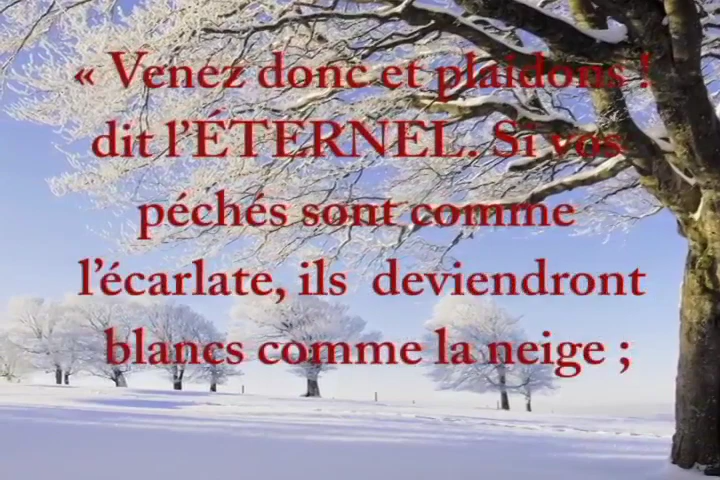 « Venez donc et plaidons !
dit l’ÉTERNEL. Si vos
péchés sont comme
l’écarlate, ils deviendront
blancs comme la neige ;